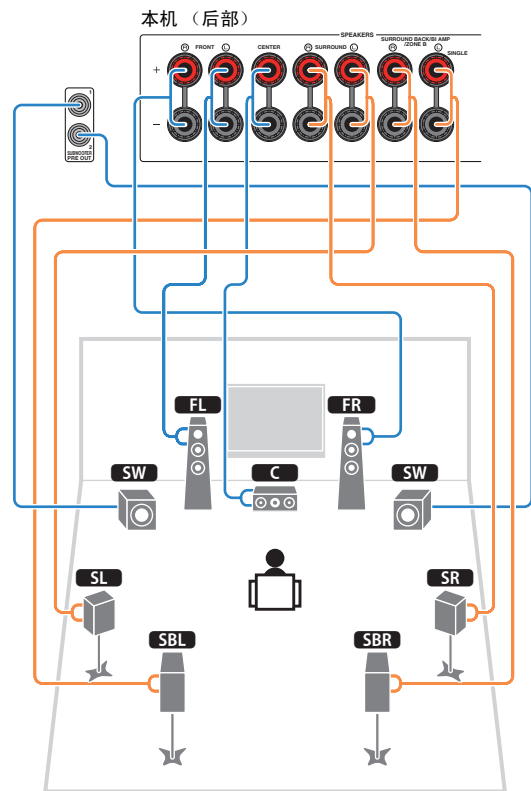 本机 （后部）
SPEAKERS
SURROUND BACK/BI AMP
/ZONE B
R FRONT L
CENTER
R SURROUND L
R L
SINGLE
+
−
1
2
SUBWOOFER
PRE OUT
FL
FR
SW
C
SW
SL
SR
SBL
SBR